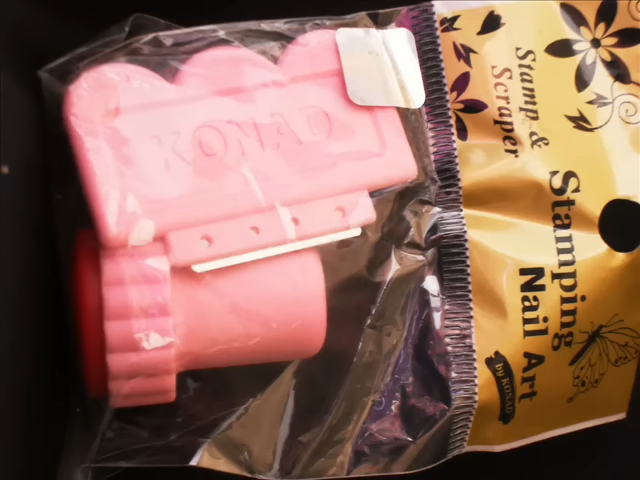 KONAD
Stamp &
Scraper
Stamping
Nail Art
by KONAD